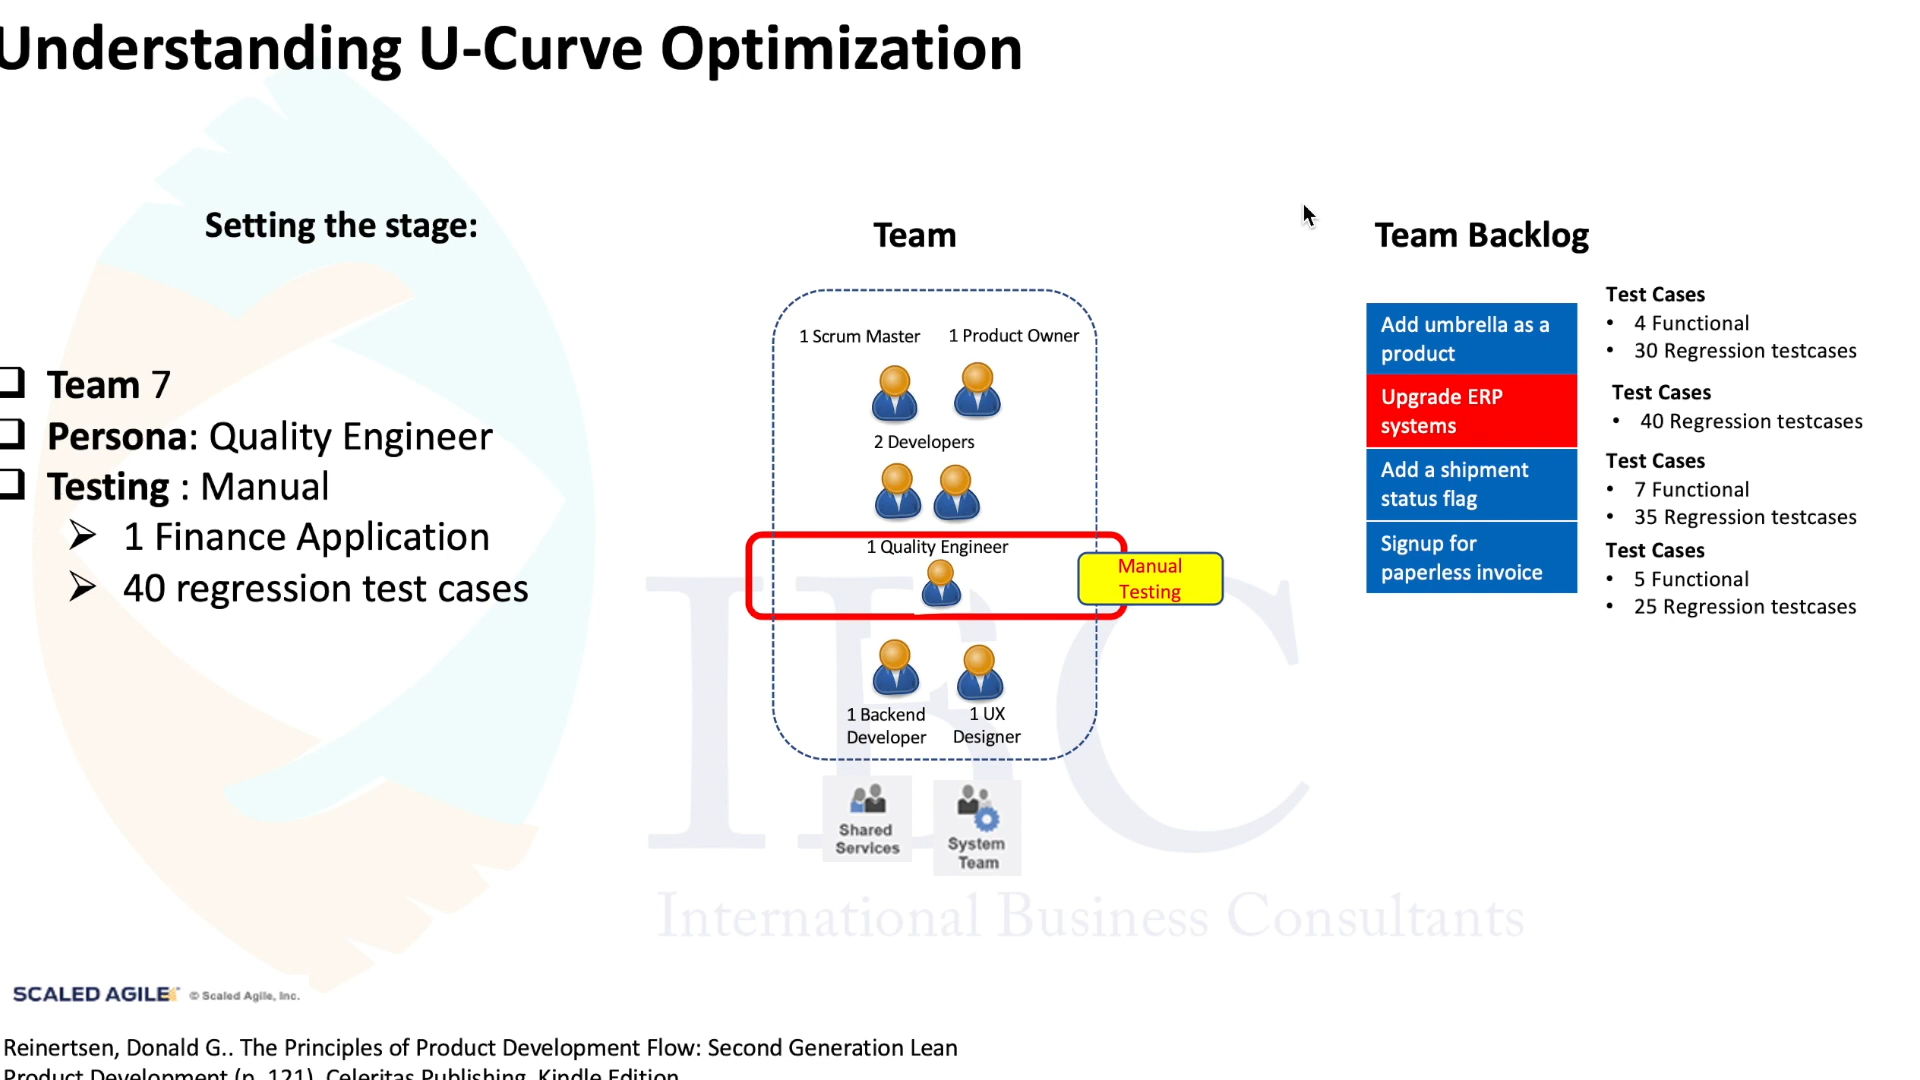 Understanding U-Curve Optimization
Setting the stage:
Team 7
Persona: Quality Engineer
Testing : Manual
1 Finance Application
40 regression test cases
Team
1 Scrum Master
1 Product Owner
2 Developers
1 Quality Engineer
Manual
Testing
1 Backend
Developer
1 UX
Designer
Shared
Services
System
Team
Team Backlog
Add umbrella as a
product
Test Cases
• 4 Functional
• 30 Regression testcases
Upgrade ERP
systems
Test Cases
• 40 Regression testcases
Add a shipment
status flag
Test Cases
• 7 Functional
• 35 Regression testcases
Signup for
paperless invoice
Test Cases
• 5 Functional
• 25 Regression testcases
IBC
International Business Consultants
SCALED AGILE © Scaled Agile, Inc.
Reinertsen, Donald G.. The Principles of Product Development Flow: Second Generation Lean
Product Development (p. 121). Celeritas Publishing. Kindle Edition.